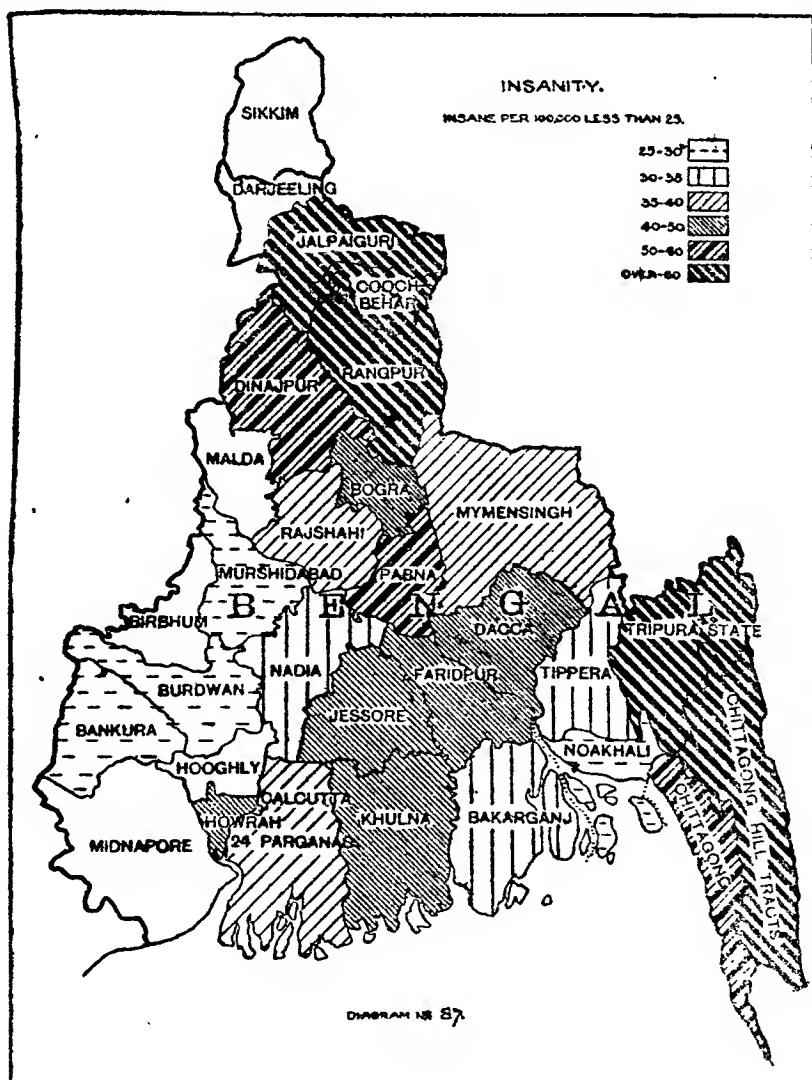 INSANITY.
INSANE PER 100,000 LESS THAN 25.
25-30
30-35
35-40
40-50
50-60
OVER-60
SIKKIM
DARJEELING
JALPAIGURI
COOCH
BEHAR
RANGPUR
DINAJPUR
MALDA
BOGRA
RAJSHAHI
MYMENSINGH
MURSHIDABAD
PABNA
BENGAL
BIRBHUM
DACCA
TRIPURA STATE
NADIA
FARIDPUR
TIPPERA
BURDWAN
BANKURA
JESSORE
NOAKHALI
HOOGHLY
CALCUTTA
HOWRAH
KHULNA
BAKARGANJ
MIDNAPORE
24 PARGANAS
CHITTAGONG
CHITTAGONG HILL TRACTS
DIAGRAM Nº 87.